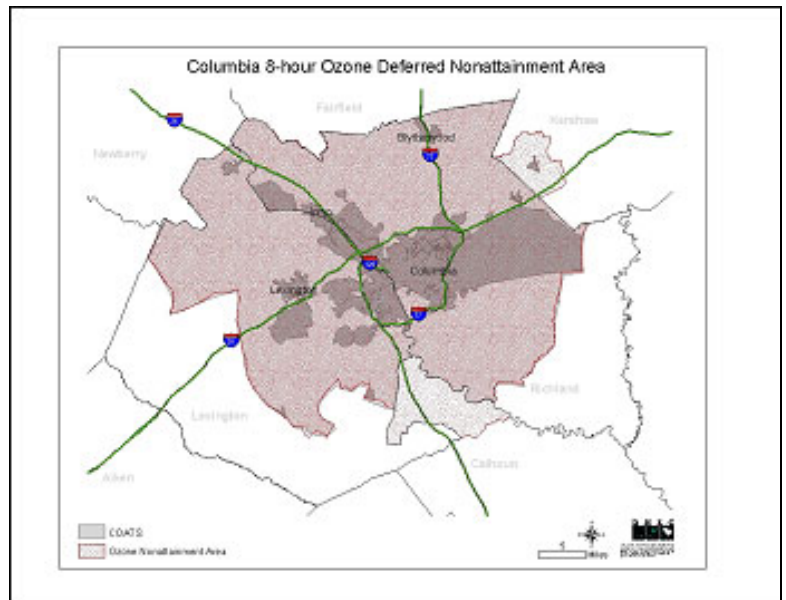 Columbia 8-hour Ozone Deferred Nonattainment Area
Fairfield
Kershaw
Blythewood
Newberry
Columbia
Lexington
Richland
Lexington
Calhoun
Aiken
COATS
Ozone Nonattainment Area
Miles